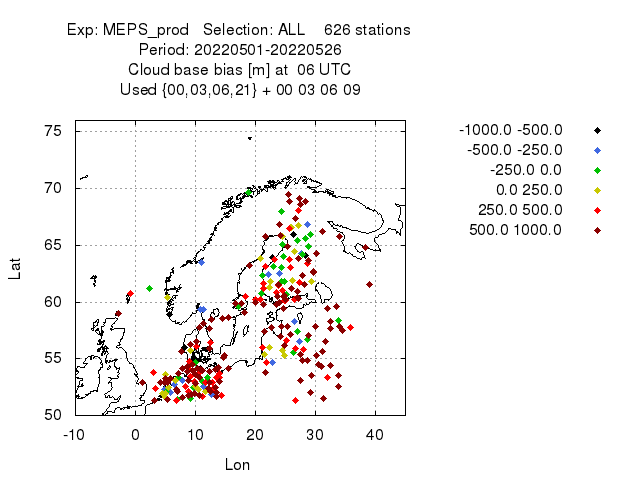 Exp: MEPS_prod   Selection: ALL    626 stations
Period: 20220501-20220526
Cloud base bias [m] at  06 UTC
Used {00,03,06,21} + 00 03 06 09
-1000.0 -500.0
-500.0 -250.0
-250.0 0.0
0.0 250.0
250.0 500.0
500.0 1000.0
75
70
65
60
55
50
Lat
-10 0 10 20 30 40
Lon